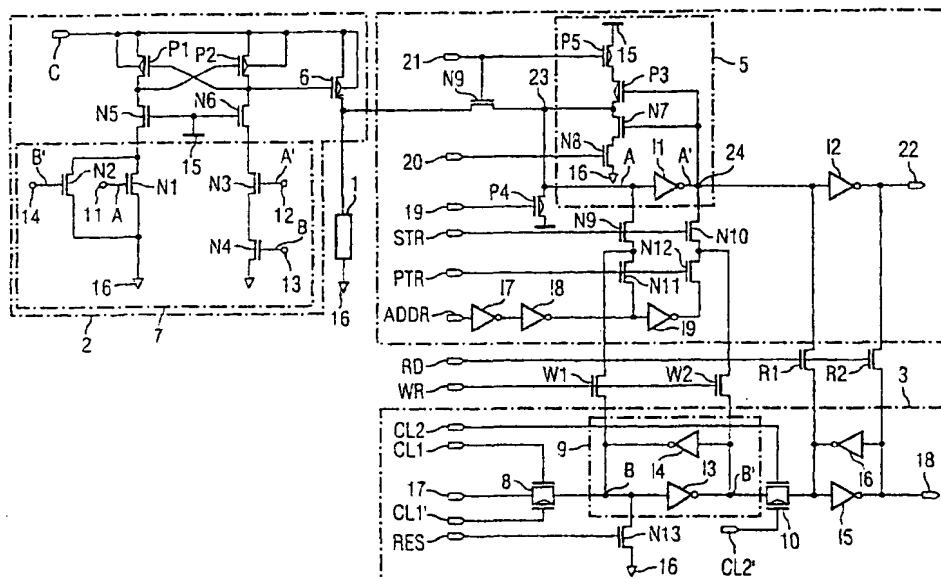 C
P1
P2
6
N5
N6
15
B'
N2
A'
14
11
A
N1
N3
12
B
N4
13
16
1
16
2
7
21
N9
23
15
P5
P3
5
N7
N8
20
16
A
I1
A'
24
I2
22
19
P4
STR
N9
N10
PTR
N12
N11
ADDR
I7
I8
I9
RD
WR
W1
W2
R1
R2
3
CL2
CL1
9
I4
I6
17
8
B
I3
B'
18
CL1'
10
I5
RES
N13
16
CL2'